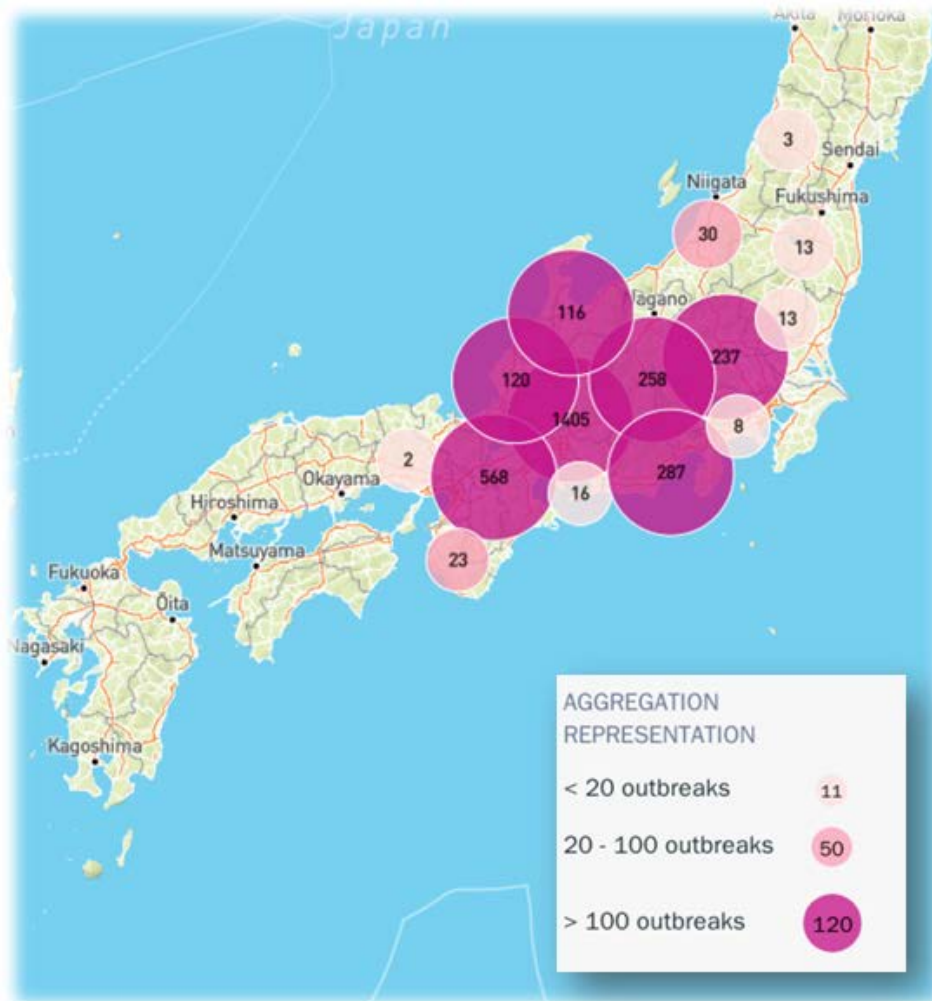 Japan
Akita
Morioka
3
Sendai
Niigata
Fukushima
30
13
116
Nagano
13
237
120
258
1405
8
2
568
287
Okayama
16
Hiroshima
Matsuyama
23
Fukuoka
Ōita
Nagasaki
Kagoshima
AGGREGATION
REPRESENTATION
< 20 outbreaks 11
20 - 100 outbreaks 50
> 100 outbreaks 120